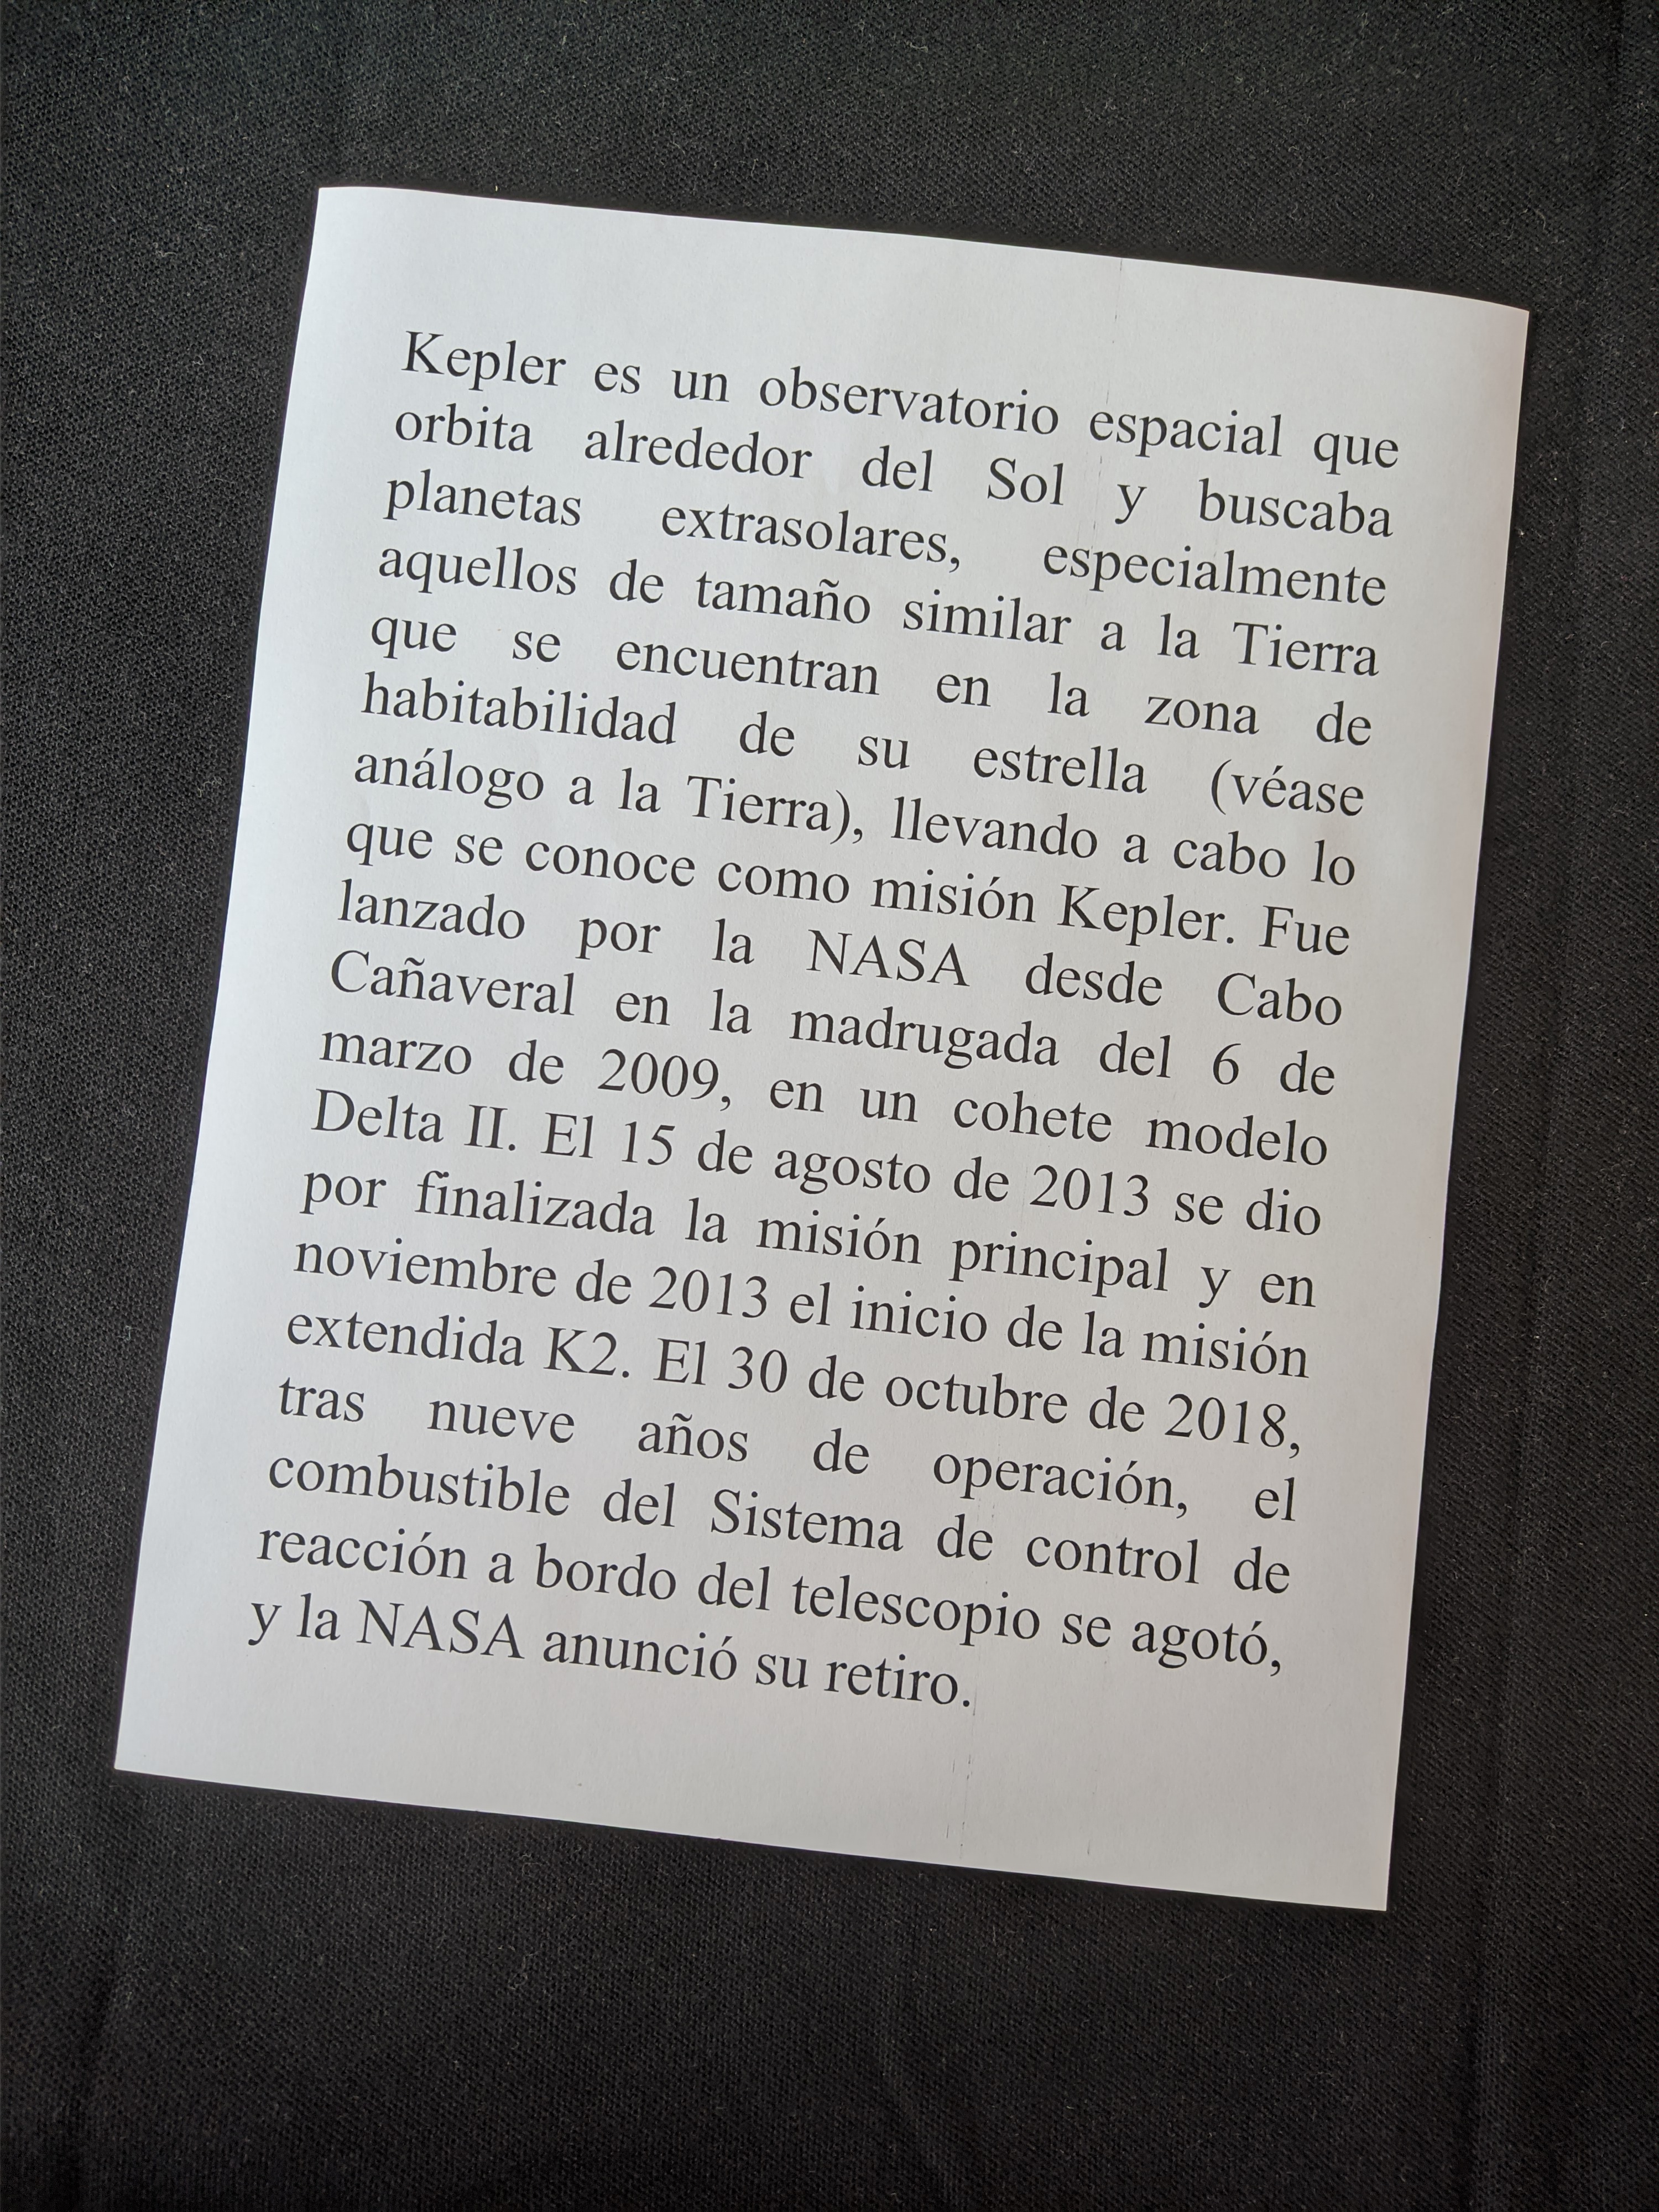 Kepler es un observatorio espacial que
orbita alrededor del Sol y buscaba
planetas extrasolares, especialmente
aquellos de tamaño similar a la Tierra
que se encuentran en la zona de
habitabilidad de su estrella (véase
análogo a la Tierra), llevando a cabo lo
que se conoce como misión Kepler. Fue
lanzado por la NASA desde Cabo
Cañaveral en la madrugada del 6 de
marzo de 2009, en un cohete modelo
Delta II. El 15 de agosto de 2013 se dio
por finalizada la misión principal y en
noviembre de 2013 el inicio de la misión
extendida K2. El 30 de octubre de 2018,
tras nueve años de operación, el
combustible del Sistema de control de
reacción a bordo del telescopio se agotó,
y la NASA anunció su retiro.